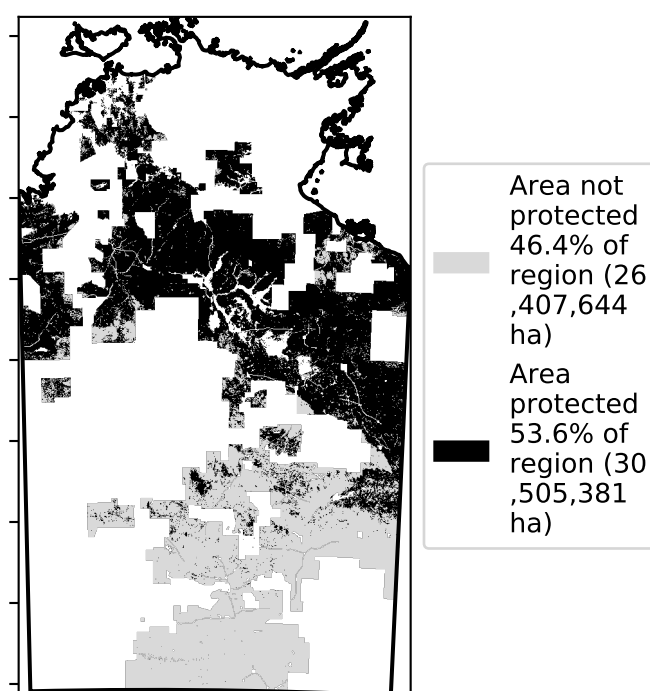 Area not
protected
46.4% of
region (26
,407,644
ha)
Area
protected
53.6% of
region (30
,505,381
ha)